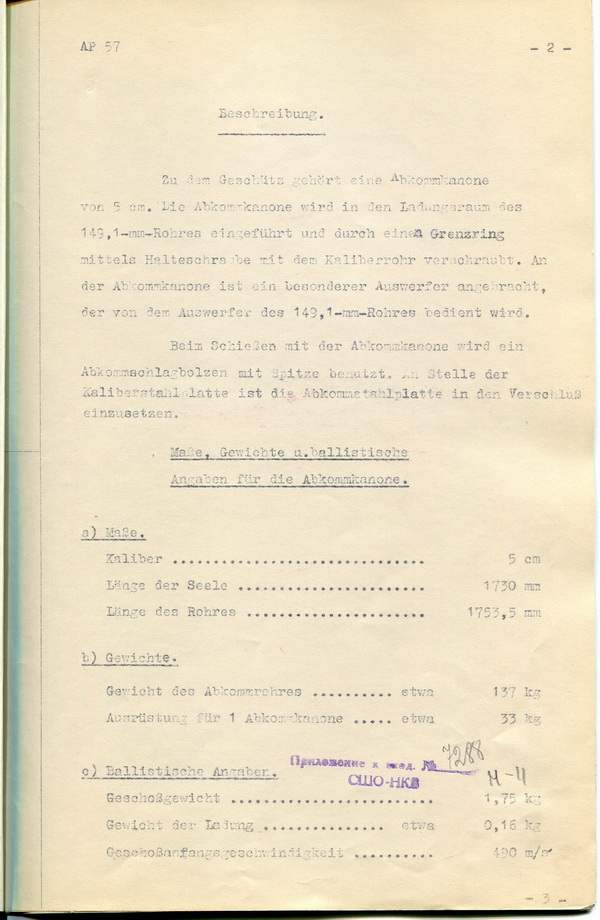 AP 57
- 2 -
Beschreibung.
Zu dem Geschütz gehört eine Abkommkanone
von 5 cm. Die Abkommkanone wird in den Ladungsraum des
149,1-mm-Rohres eingeführt und durch einen Grenzring
mittels Halteschraube mit dem Kaliberrohr verschraubt. An
der Abkommkanone ist ein besonderer Auswerfer angebracht,
der von dem Auswerfer des 149,1-mm-Rohres bedient wird.
Beim Schießen mit der Abkommkanone wird ein
Abkommschlagbolzen mit Spitze benutzt. An Stelle der
Kaliberstahlplatte ist die Abkommstahlplatte in den Verschluß
einzusetzen.
Maße, Gewichte u.ballistische
Angaben für die Abkommkanone.
a) Maße.
Kaliber .............................. 5 cm
Länge der Seele ...................... 1730 mm
Länge des Rohres ..................... 1753,5 mm
b) Gewichte.
Gewicht des Abkommrohres .......... etwa 137 kg
Ausrüstung für 1 Abkommkanone ..... etwa 33 kg
Приложение к вход. № 7288
c) Ballistische Angaben. СШО-НКВ М-4
Geschoßgewicht ........................ 1,75 kg
Gewicht der Ladung ............... etwa 0,16 kg
Geschoßanfangsgeschwindigkeit .......... 490 m/s
- 3 -